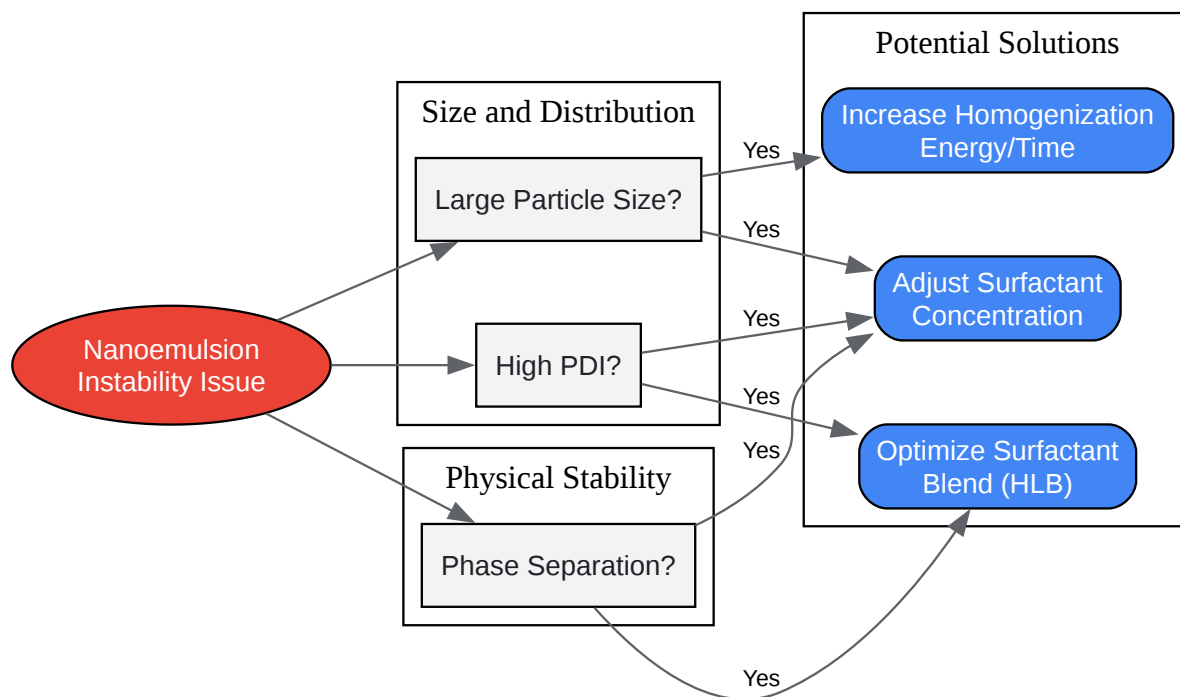 Nanoemulsion
Instability Issue
Size and Distribution
Large Particle Size?
High PDI?
Physical Stability
Phase Separation?
Yes
Yes
Yes
Yes
Yes
Yes
Potential Solutions
Increase Homogenization
Energy/Time
Adjust Surfactant
Concentration
Optimize Surfactant
Blend (HLB)